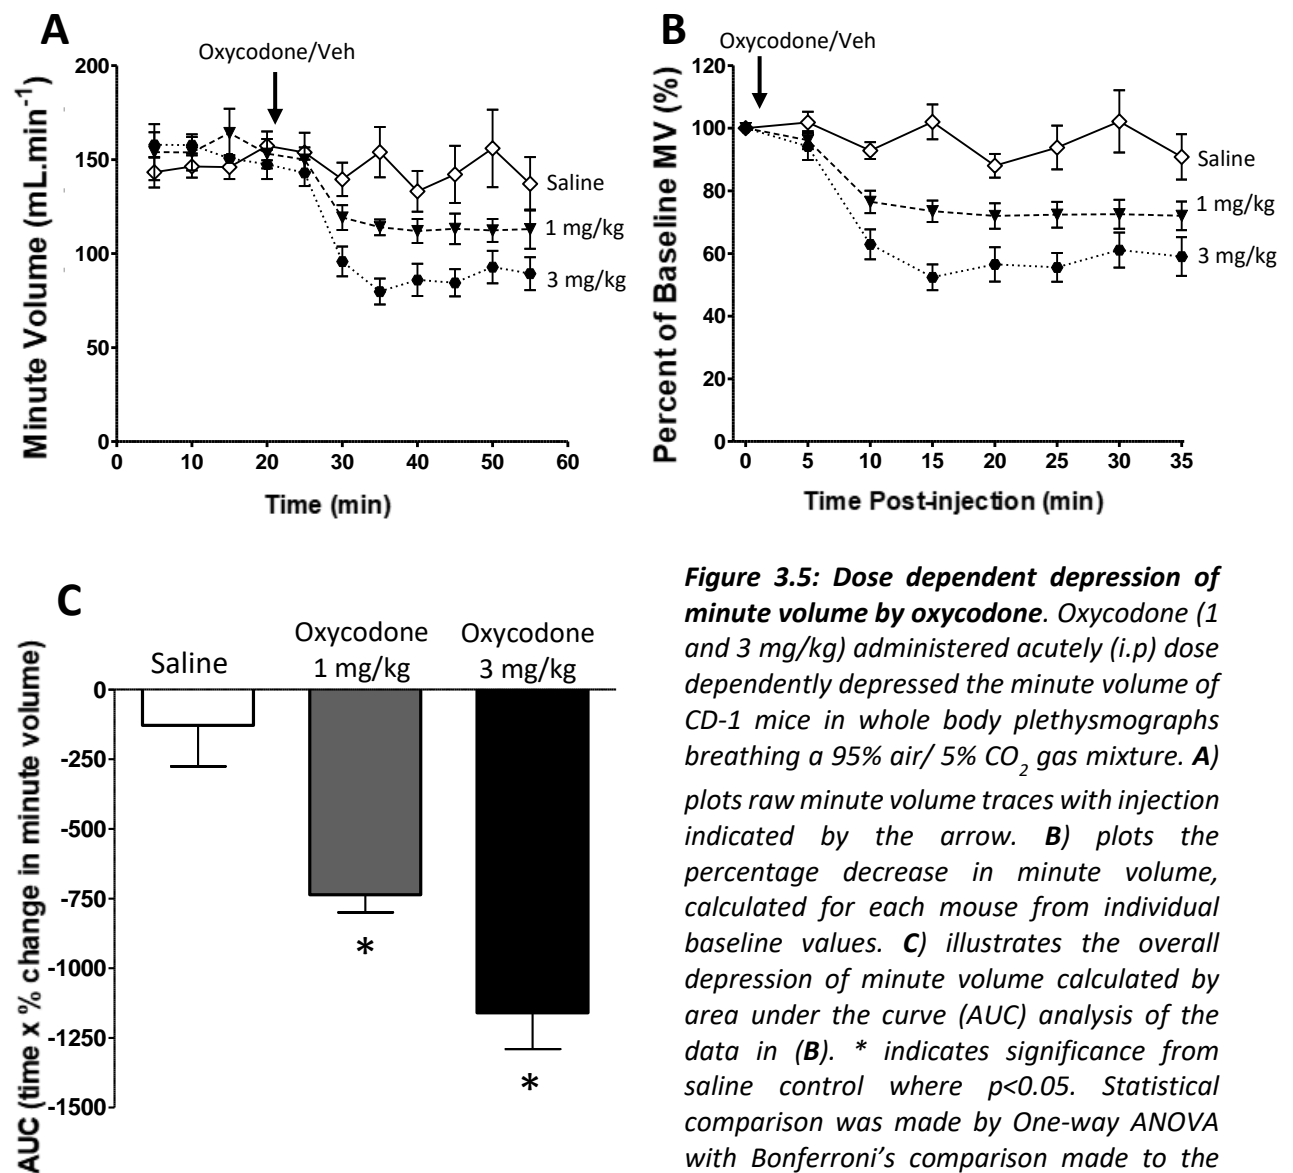 A
Oxycodone/Veh
Minute Volume (mL.min-1)
200
150
100
50
0
0 10 20 30 40 50 60
Time (min)
Saline
1 mg/kg
3 mg/kg
B
Oxycodone/Veh
Percent of Baseline MV (%)
120
100
80
60
40
20
0
0 5 10 15 20 25 30 35
Time Post-injection (min)
Saline
1 mg/kg
3 mg/kg
C
AUC (time x % change in minute volume)
Saline
Oxycodone
1 mg/kg
Oxycodone
3 mg/kg
0
-250
-500
-750
-1000
-1250
-1500
*
*
Figure 3.5: Dose dependent depression of
minute volume by oxycodone. Oxycodone (1
and 3 mg/kg) administered acutely (i.p) dose
dependently depressed the minute volume of
CD-1 mice in whole body plethysmographs
breathing a 95% air/ 5% CO2 gas mixture. A)
plots raw minute volume traces with injection
indicated by the arrow. B) plots the
percentage decrease in minute volume,
calculated for each mouse from individual
baseline values. C) illustrates the overall
depression of minute volume calculated by
area under the curve (AUC) analysis of the
data in (B). * indicates significance from
saline control where p<0.05. Statistical
comparison was made by One-way ANOVA
with Bonferroni’s comparison made to the